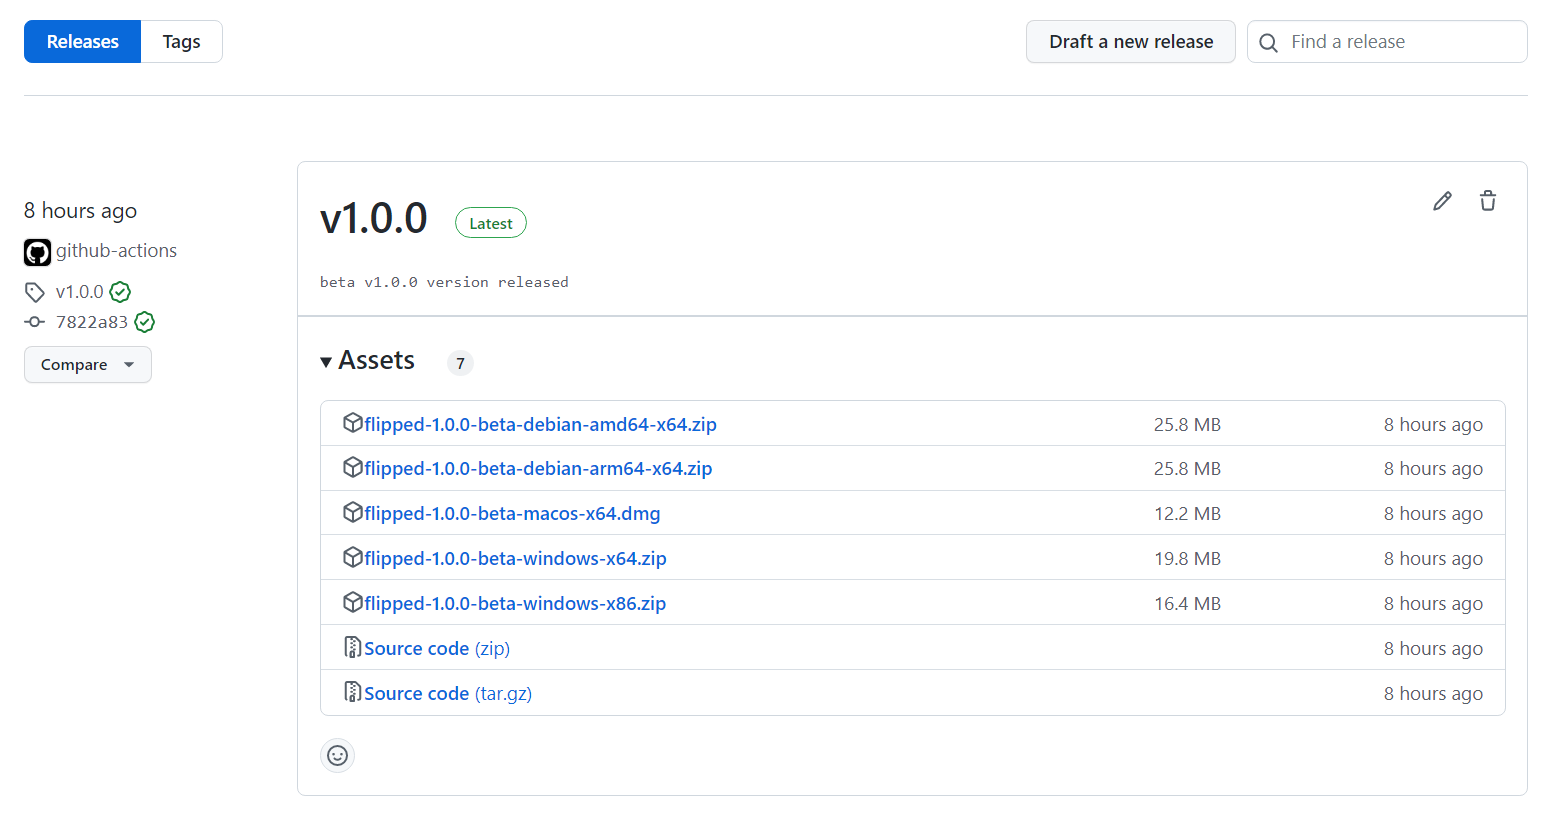 Releases Tags Draft a new release Find a release
8 hours ago
github-actions
v1.0.0
7822a83
Compare
v1.0.0 Latest
beta v1.0.0 version released
Assets 7
flipped-1.0.0-beta-debian-amd64-x64.zip 25.8 MB 8 hours ago
flipped-1.0.0-beta-debian-arm64-x64.zip 25.8 MB 8 hours ago
flipped-1.0.0-beta-macos-x64.dmg 12.2 MB 8 hours ago
flipped-1.0.0-beta-windows-x64.zip 19.8 MB 8 hours ago
flipped-1.0.0-beta-windows-x86.zip 16.4 MB 8 hours ago
Source code (zip) 8 hours ago
Source code (tar.gz) 8 hours ago